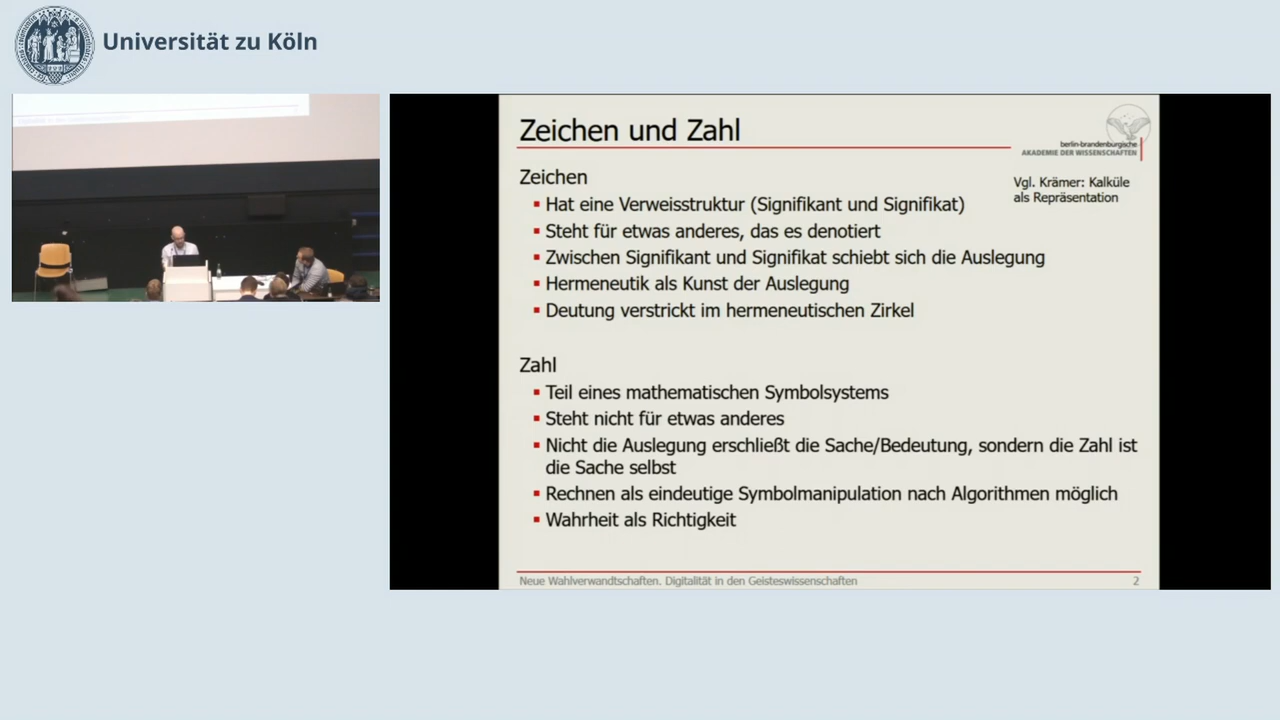 Universität zu Köln
Zeichen und Zahl
berlin-brandenburgische
AKADEMIE DER WISSENSCHAFTEN
Vgl. Krämer: Kalküle
als Repräsentation
Zeichen
▪ Hat eine Verweisstruktur (Signifikant und Signifikat)
▪ Steht für etwas anderes, das es denotiert
▪ Zwischen Signifikant und Signifikat schiebt sich die Auslegung
▪ Hermeneutik als Kunst der Auslegung
▪ Deutung verstrickt im hermeneutischen Zirkel
Zahl
▪ Teil eines mathematischen Symbolsystems
▪ Steht nicht für etwas anderes
▪ Nicht die Auslegung erschließt die Sache/Bedeutung, sondern die Zahl ist
die Sache selbst
▪ Rechnen als eindeutige Symbolmanipulation nach Algorithmen möglich
▪ Wahrheit als Richtigkeit
Neue Wahlverwandtschaften. Digitalität in den Geisteswissenschaften
2